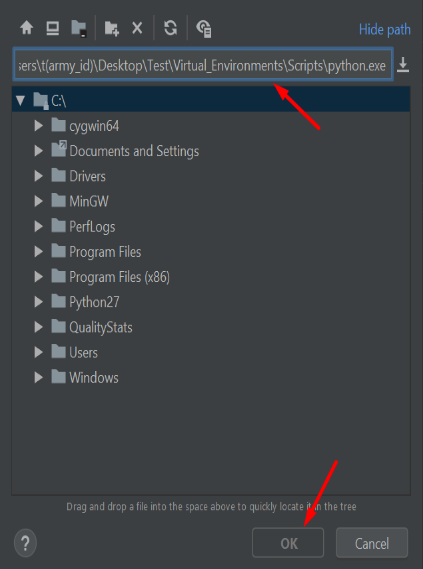 Hide path
sers\t(army_id)\Desktop\Test\Virtual_Environments\Scripts\python.exe
C:\
cygwin64
Documents and Settings
Drivers
MinGW
PerfLogs
Program Files
Program Files (x86)
Python27
QualityStats
Users
Windows
Drag and drop a file into the space above to quickly locate it in the tree
?
OK
Cancel